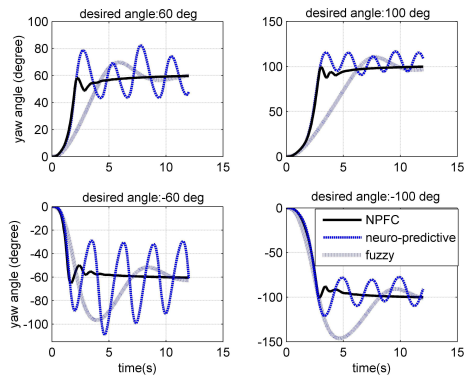 desired angle:60 deg
desired angle:100 deg
yaw angle (degree)
100
80
60
40
20
0
0 5 10 15
yaw angle (degree)
150
100
50
0
0 5 10 15
desired angle:-60 deg
desired angle:-100 deg
yaw angle (degree)
0
-20
-40
-60
-80
-100
0 5 10 15
time(s)
0
-50
-100
-150
0 5 10 15
time(s)
NPFC
neuro-predictive
fuzzy